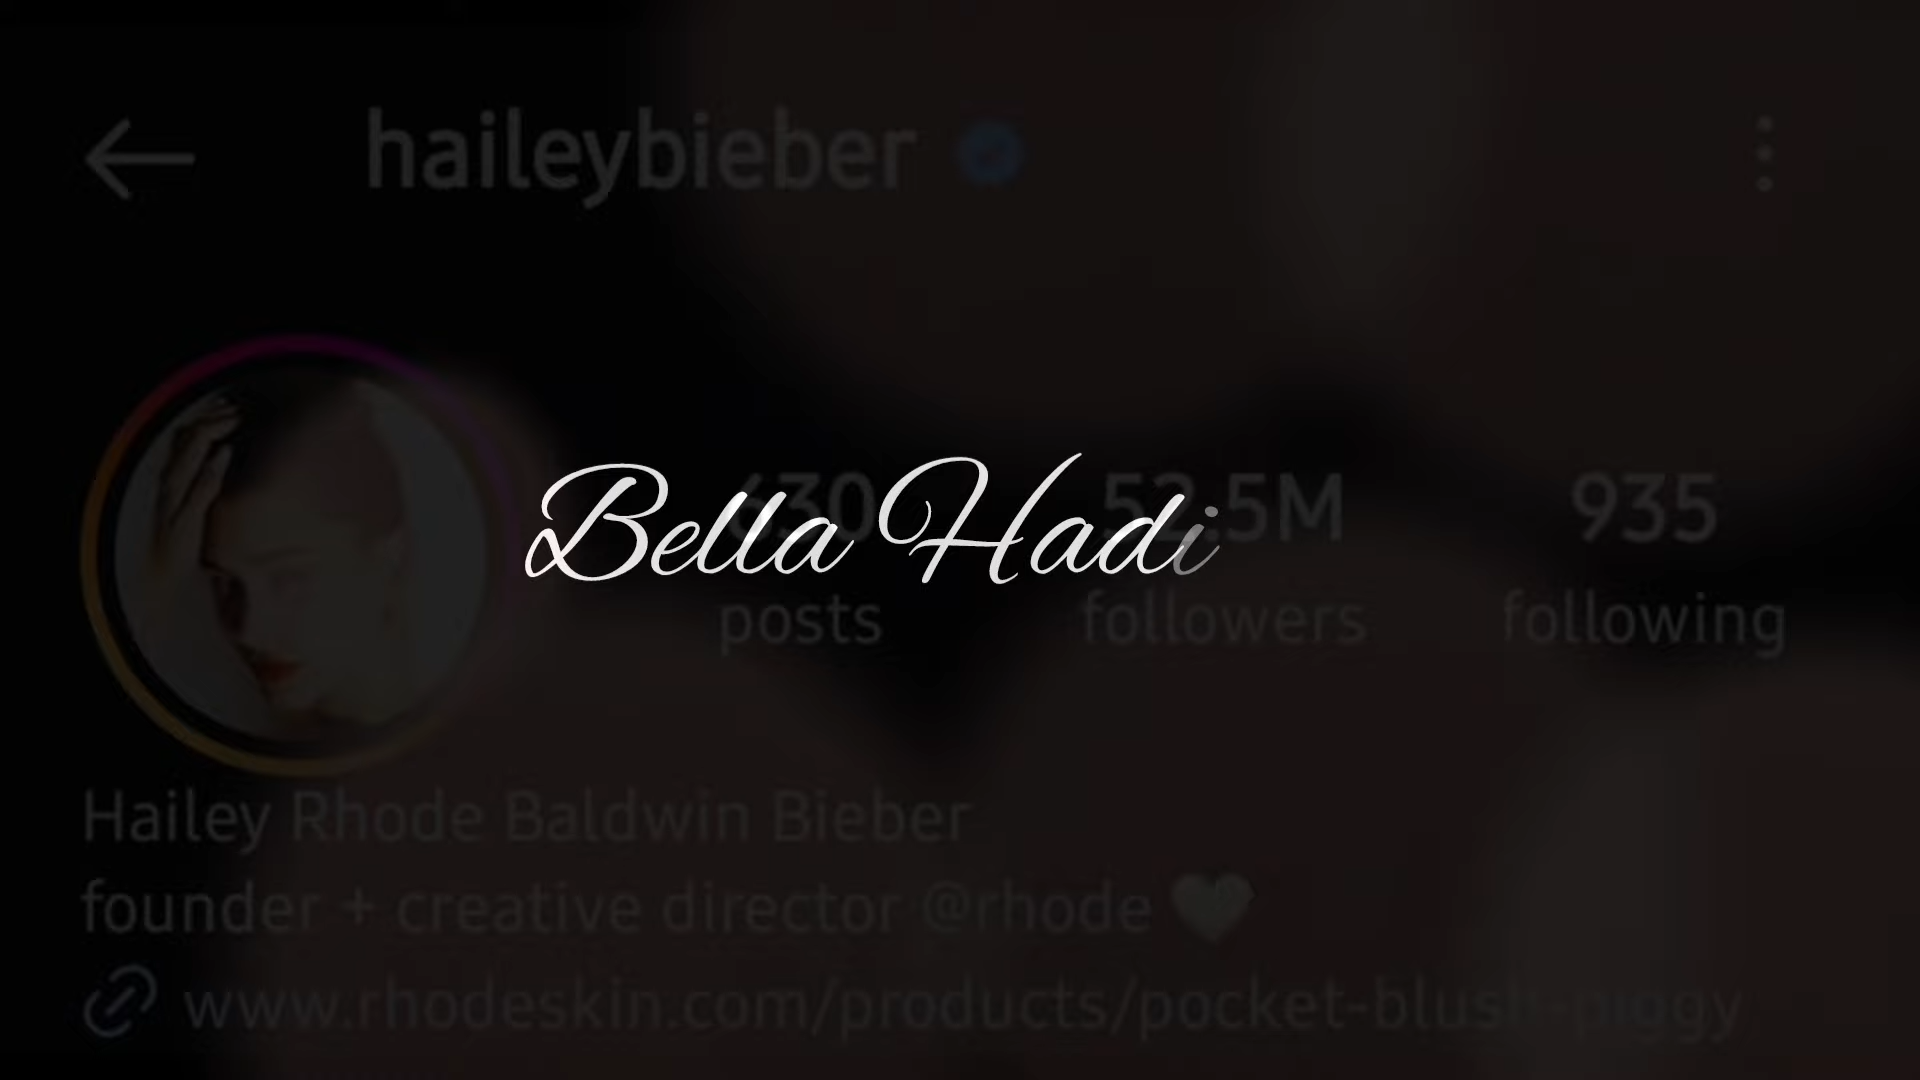 haileybieber
Bella Hadi
630 52.5M 935
posts followers following
Hailey Rhode Baldwin Bieber
founder + creative director @rhode 🤍
www.rhodeskin.com/products/pocket-blush-piggy